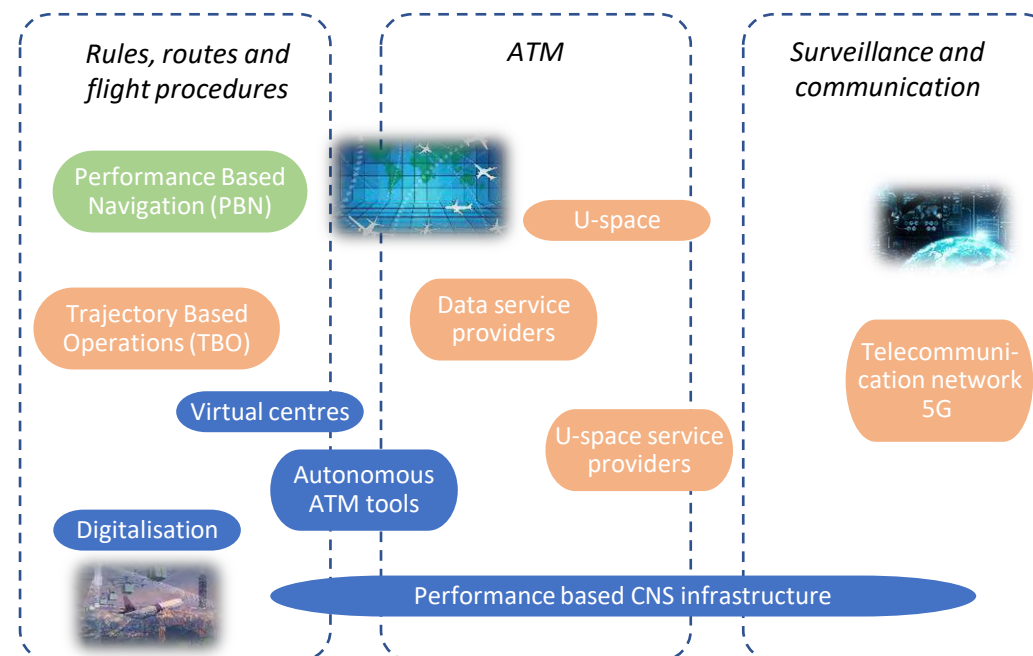 Rules, routes and
flight procedures
ATM
Surveillance and
communication
Performance Based
Navigation (PBN)
U-space
Trajectory Based
Operations (TBO)
Data service
providers
Telecommuni-
cation network
5G
Virtual centres
U-space service
providers
Autonomous
ATM tools
Digitalisation
Performance based CNS infrastructure